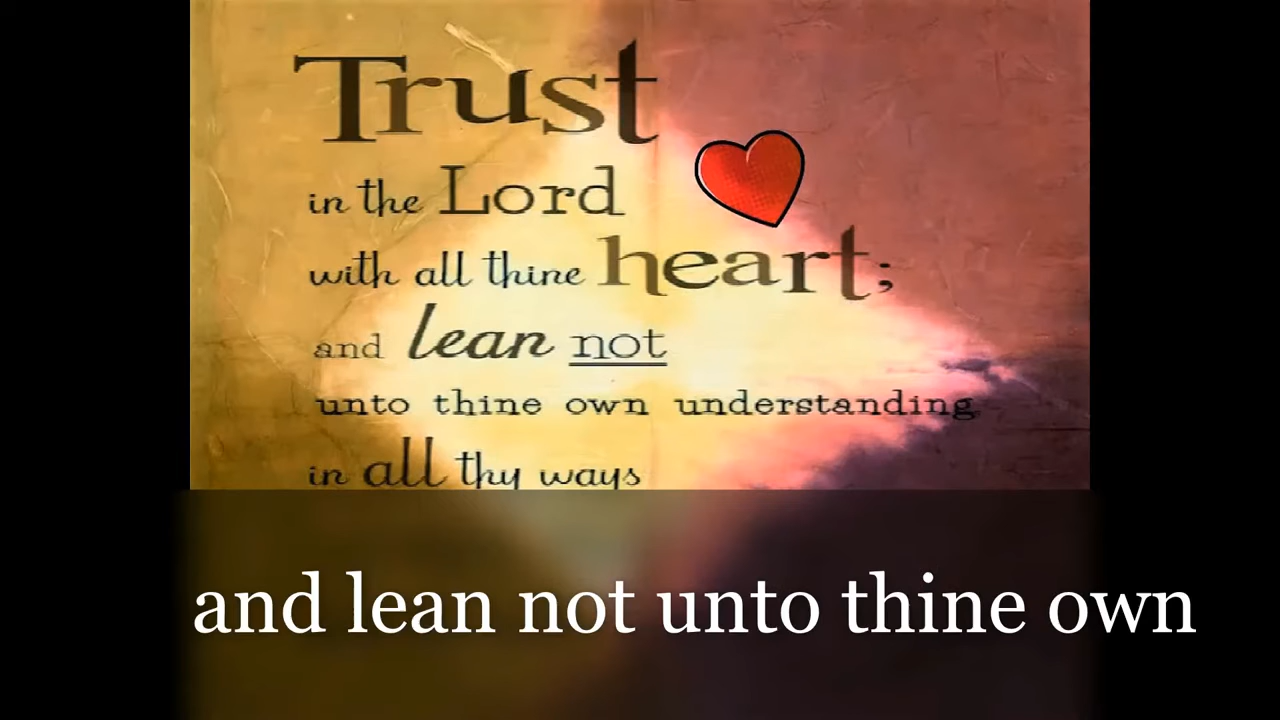 Trust
in the Lord
with all thine heart;
and lean not
unto thine own understanding
in all thy ways
and lean not unto thine own